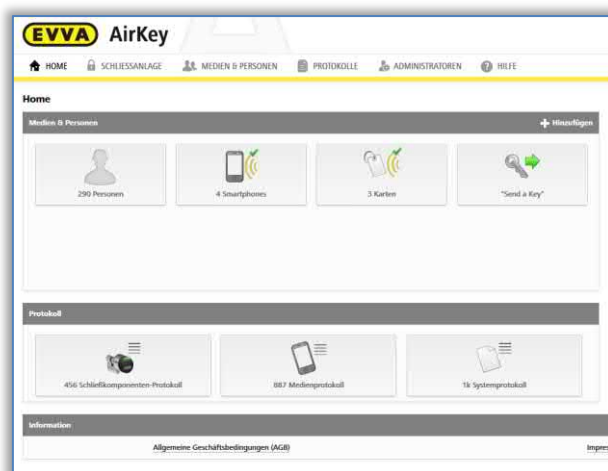 EVVA AirKey
HOME SCHLIESSANLAGE MEDIEN & PERSONEN PROTOKOLLE ADMINISTRATOREN HILFE
Home
Medien & Personen Hinzufügen
290 Personen 4 Smartphones 3 Karten "Send a Key"
Protokoll
456 Schließkomponenten-Protokoll 887 Medienprotokoll 1k Systemprotokoll
Information
Allgemeine Geschäftsbedingungen (AGB) Impres